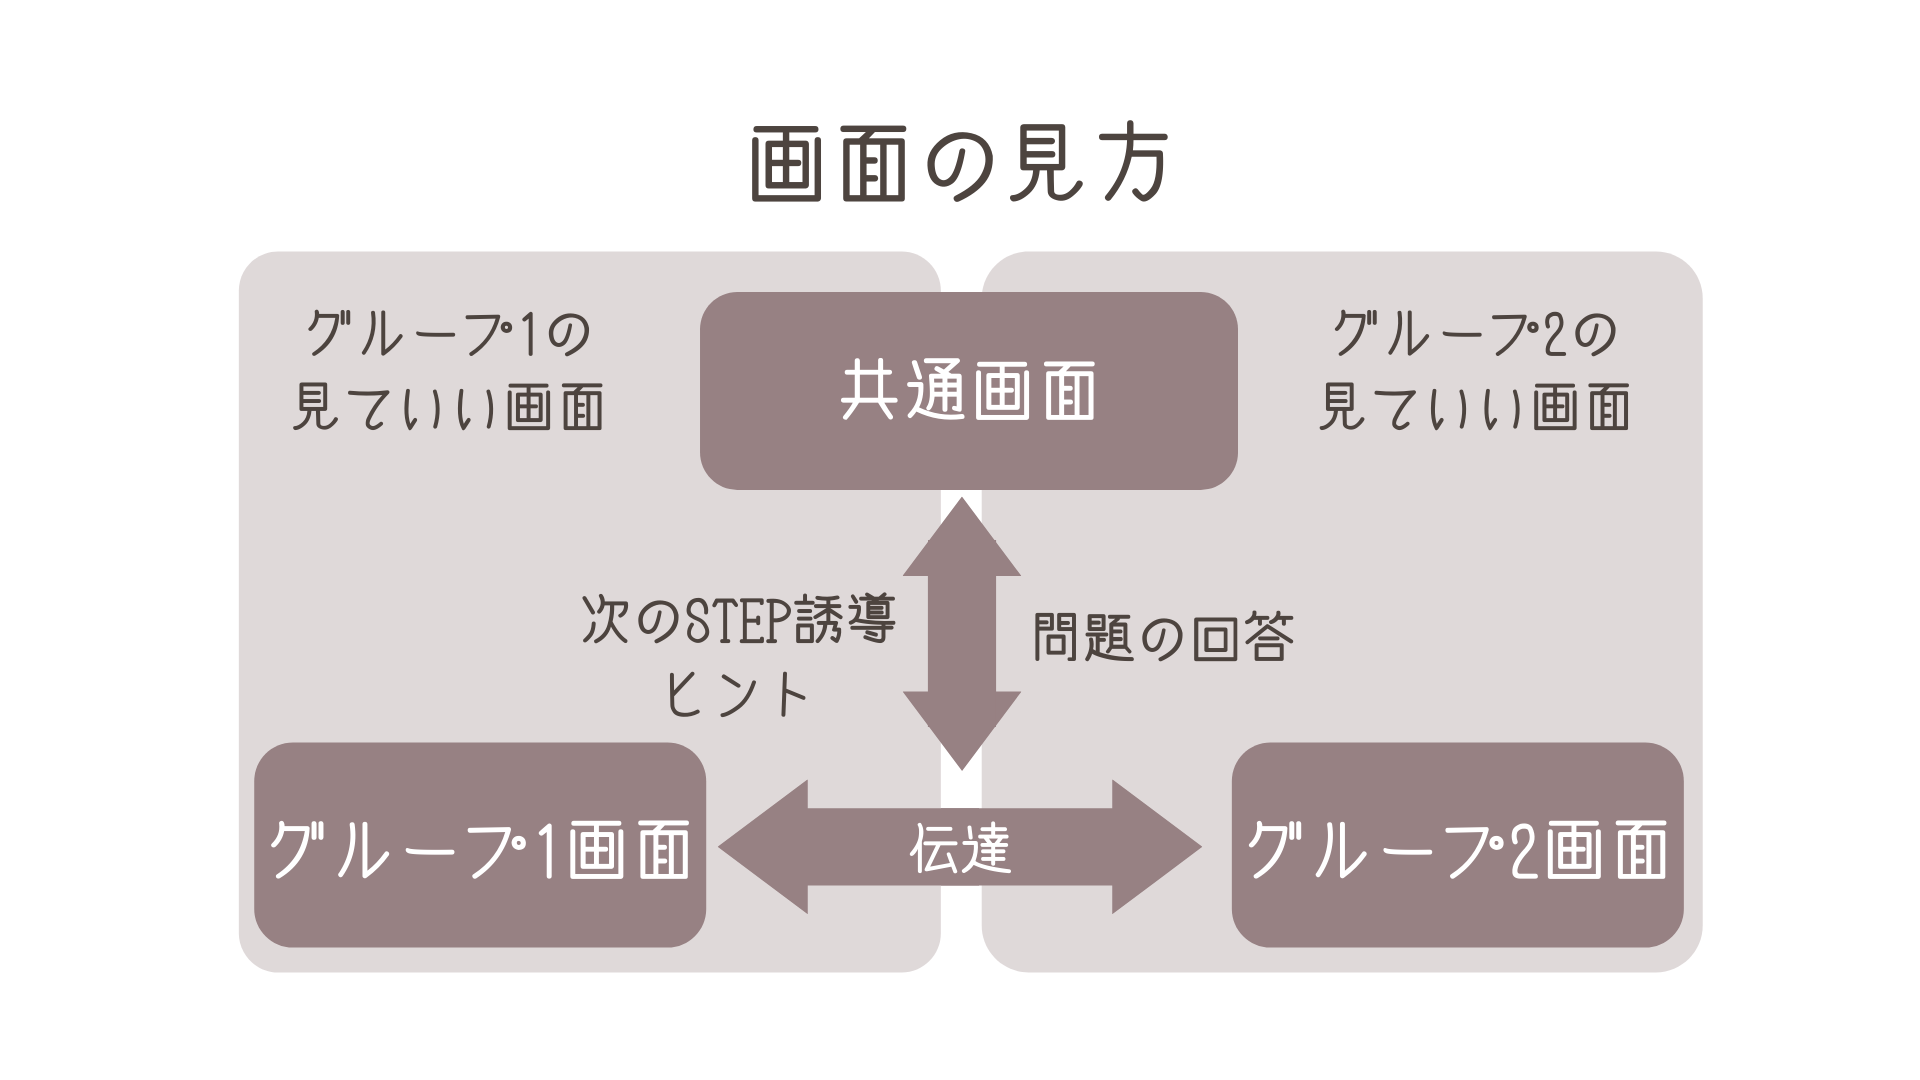 画面の見方
グループ1の
見ていい画面
共通画面
グループ2の
見ていい画面
次のSTEP誘導
ヒント
問題の回答
グループ1画面
伝達
グループ2画面